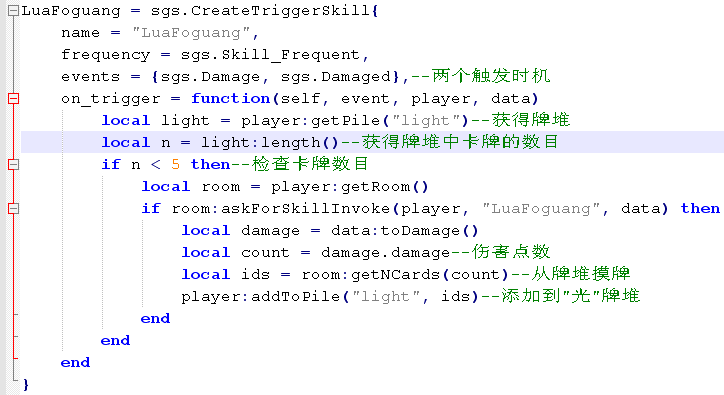 LuaFoguang = sgs.CreateTriggerSkill{
    name = "LuaFoguang",
    frequency = sgs.Skill_Frequent,
    events = {sgs.Damage, sgs.Damaged},--两个触发时机
    on_trigger = function(self, event, player, data)
        local light = player:getPile("light")--获得牌堆
        local n = light:length()--获得牌堆中卡牌的数目
        if n < 5 then--检查卡牌数目
            local room = player:getRoom()
            if room:askForSkillInvoke(player, "LuaFoguang", data) then
                local damage = data:toDamage()
                local count = damage.damage--伤害点数
                local ids = room:getNCards(count)--从牌堆摸牌
                player:addToPile("light", ids)--添加到"光"牌堆
            end
        end
    end
}